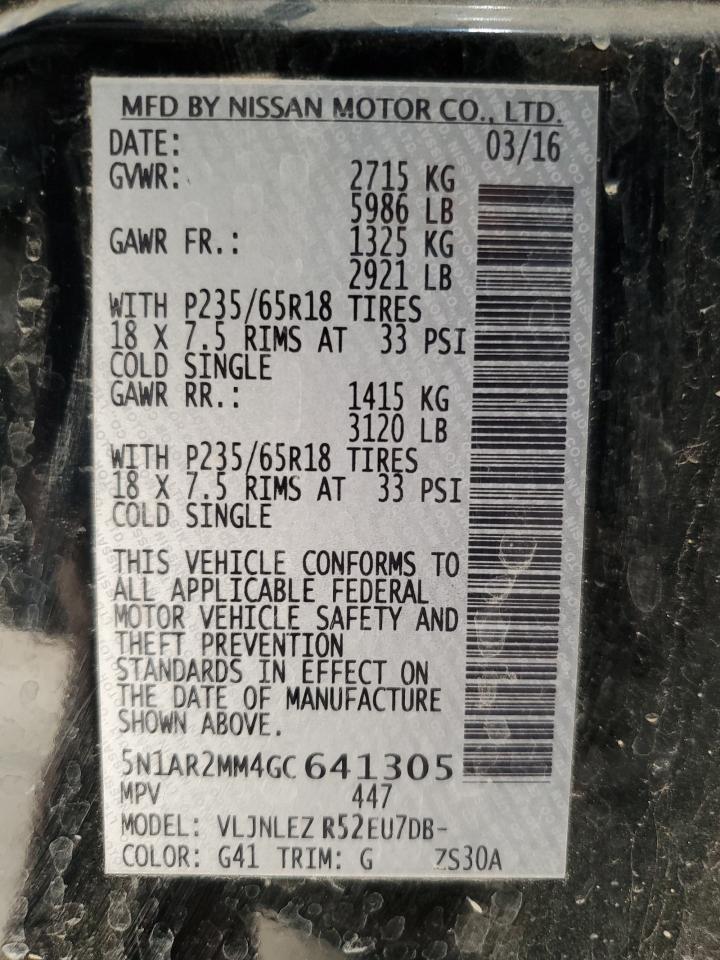 MFD BY NISSAN MOTOR CO., LTD.
DATE: 03/16
GVWR: 2715 KG
5986 LB
GAWR FR.: 1325 KG
2921 LB
WITH P235/65R18 TIRES
18 X 7.5 RIMS AT 33 PSI
COLD SINGLE
GAWR RR.: 1415 KG
3120 LB
WITH P235/65R18 TIRES
18 X 7.5 RIMS AT 33 PSI
COLD SINGLE
THIS VEHICLE CONFORMS TO
ALL APPLICABLE FEDERAL
MOTOR VEHICLE SAFETY AND
THEFT PREVENTION
STANDARDS IN EFFECT ON
THE DATE OF MANUFACTURE
SHOWN ABOVE.
5N1AR2MM4GC641305
MPV 447
MODEL: VLJNLEZ R52EU7DB-
COLOR: G41 TRIM: G ZS30A